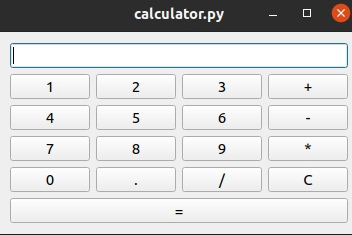 calculator.py
1 2 3 +
4 5 6 -
7 8 9 *
0 . / C
=